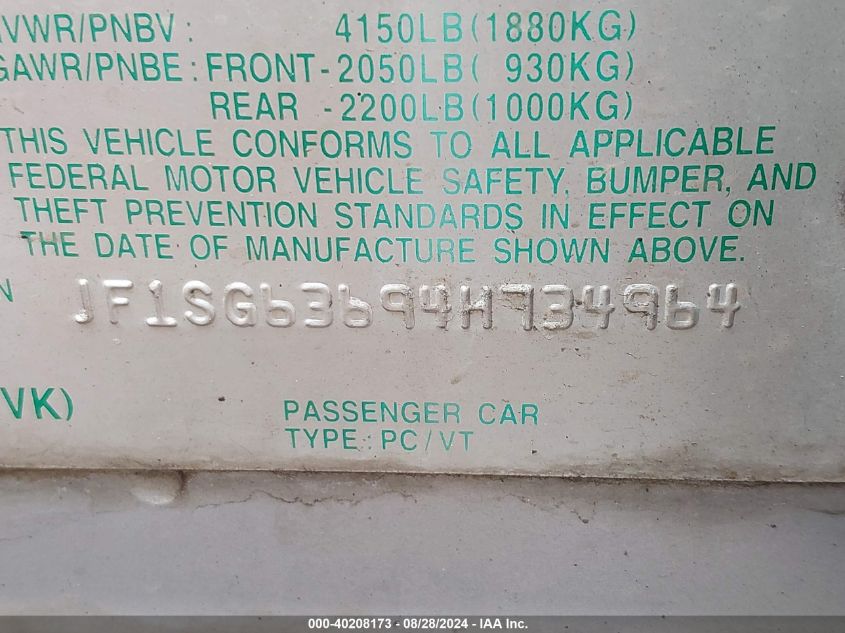 VWR/PNBV: 4150LB(1880KG)
GAWR/PNBE: FRONT-2050LB( 930KG)
REAR -2200LB(1000KG)
THIS VEHICLE CONFORMS TO ALL APPLICABLE
FEDERAL MOTOR VEHICLE SAFETY, BUMPER, AND
THEFT PREVENTION STANDARDS IN EFFECT ON
THE DATE OF MANUFACTURE SHOWN ABOVE.
N JF1SG63694H734964
(VK) PASSENGER CAR
TYPE:PC/VT
000-40208173 - 08/28/2024 - IAA Inc.